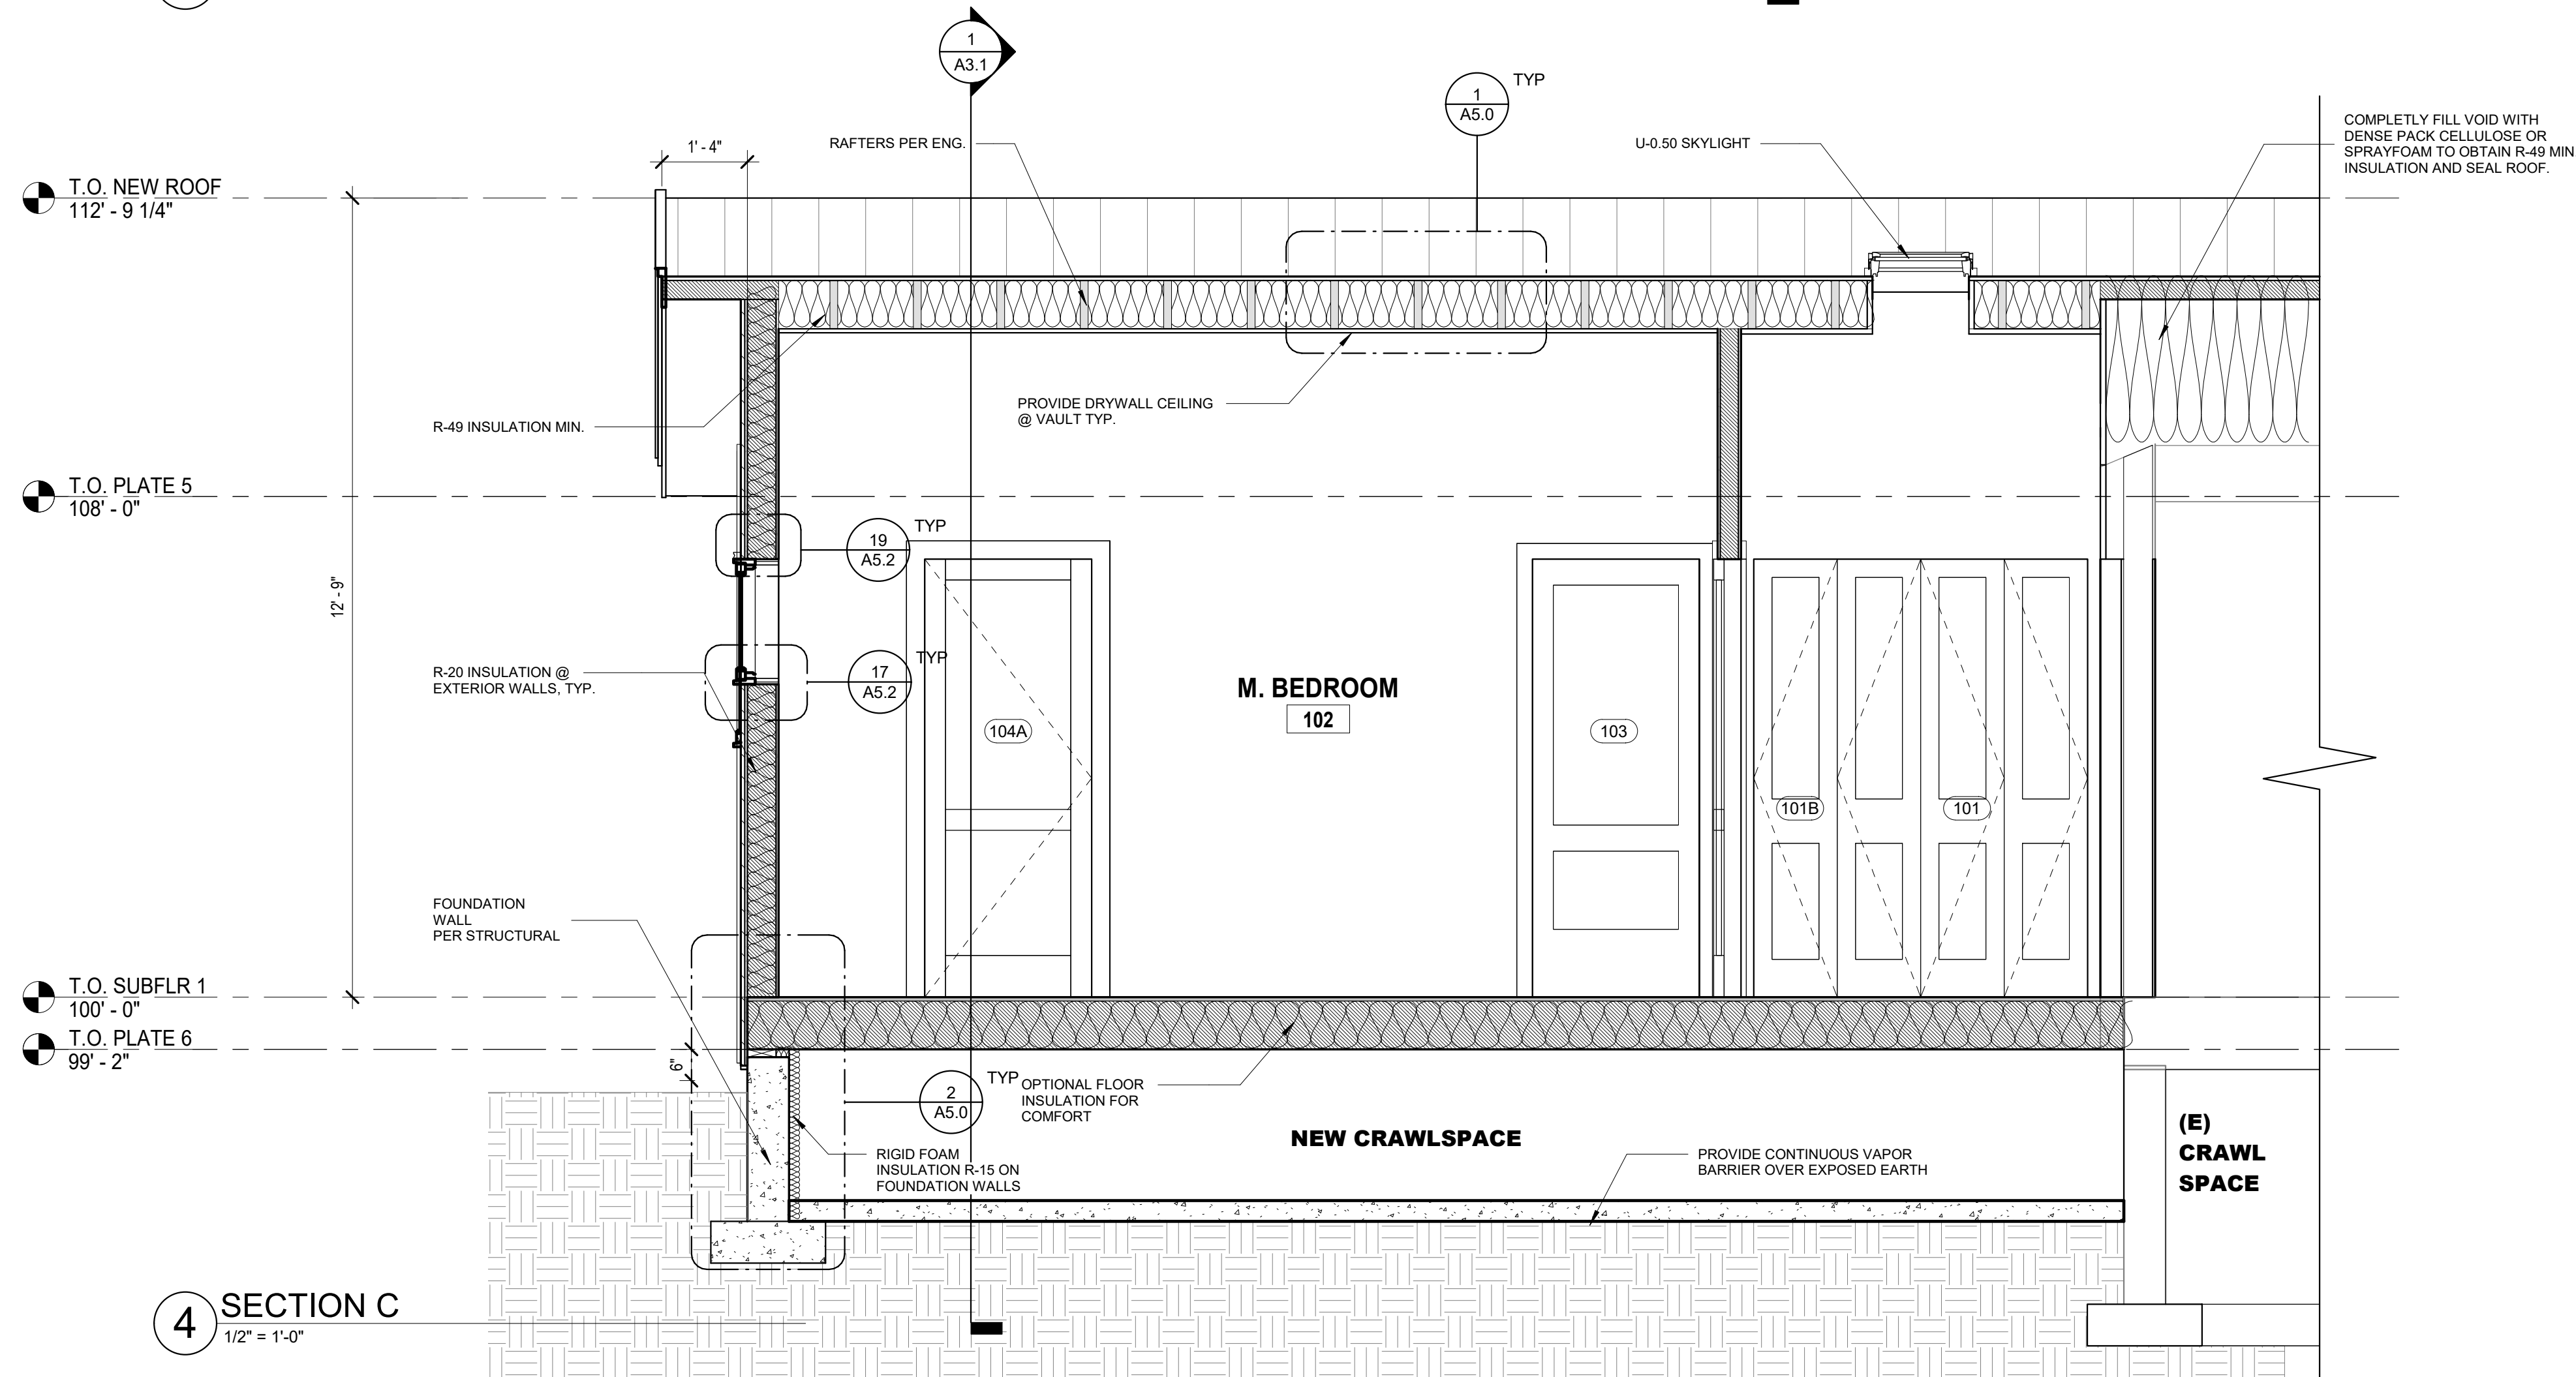 1
A3.1
1
A5.0
TYP
1' - 4"
RAFTERS PER ENG.
U-0.50 SKYLIGHT
COMPLETLY FILL VOID WITH
DENSE PACK CELLULOSE OR
SPRAYFOAM TO OBTAIN R-49 MIN
INSULATION AND SEAL ROOF.
T.O. NEW ROOF
112' - 9 1/4"
PROVIDE DRYWALL CEILING
@ VAULT TYP.
R-49 INSULATION MIN.
T.O. PLATE 5
108' - 0"
19
A5.2
TYP
12' - 9"
17
A5.2
TYP
R-20 INSULATION @
EXTERIOR WALLS, TYP.
M. BEDROOM
102
104A
103
101B
101
FOUNDATION
WALL
PER STRUCTURAL
T.O. SUBFLR 1
100' - 0"
T.O. PLATE 6
99' - 2"
6"
2
A5.0
TYP
OPTIONAL FLOOR
INSULATION FOR
COMFORT
NEW CRAWLSPACE
(E)
CRAWL
SPACE
RIGID FOAM
INSULATION R-15 ON
FOUNDATION WALLS
PROVIDE CONTINUOUS VAPOR
BARRIER OVER EXPOSED EARTH
4
SECTION C
1/2" = 1'-0"